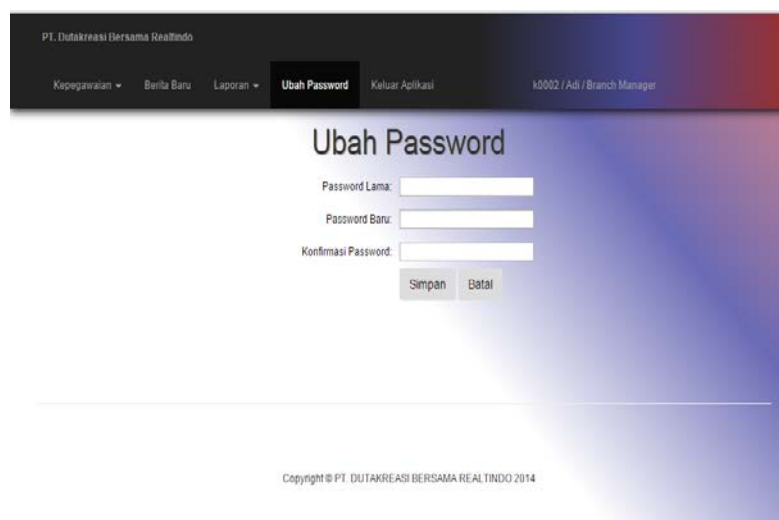 PT. Dutakreasi Bersama Realtindo
Kepegawaian Berita Baru Laporan Ubah Password Keluar Aplikasi k0002 / Adi / Branch Manager
Ubah Password
Password Lama:
Password Baru:
Konfirmasi Password:
Simpan Batal
Copyright © PT. DUTAKREASI BERSAMA REALTINDO 2014